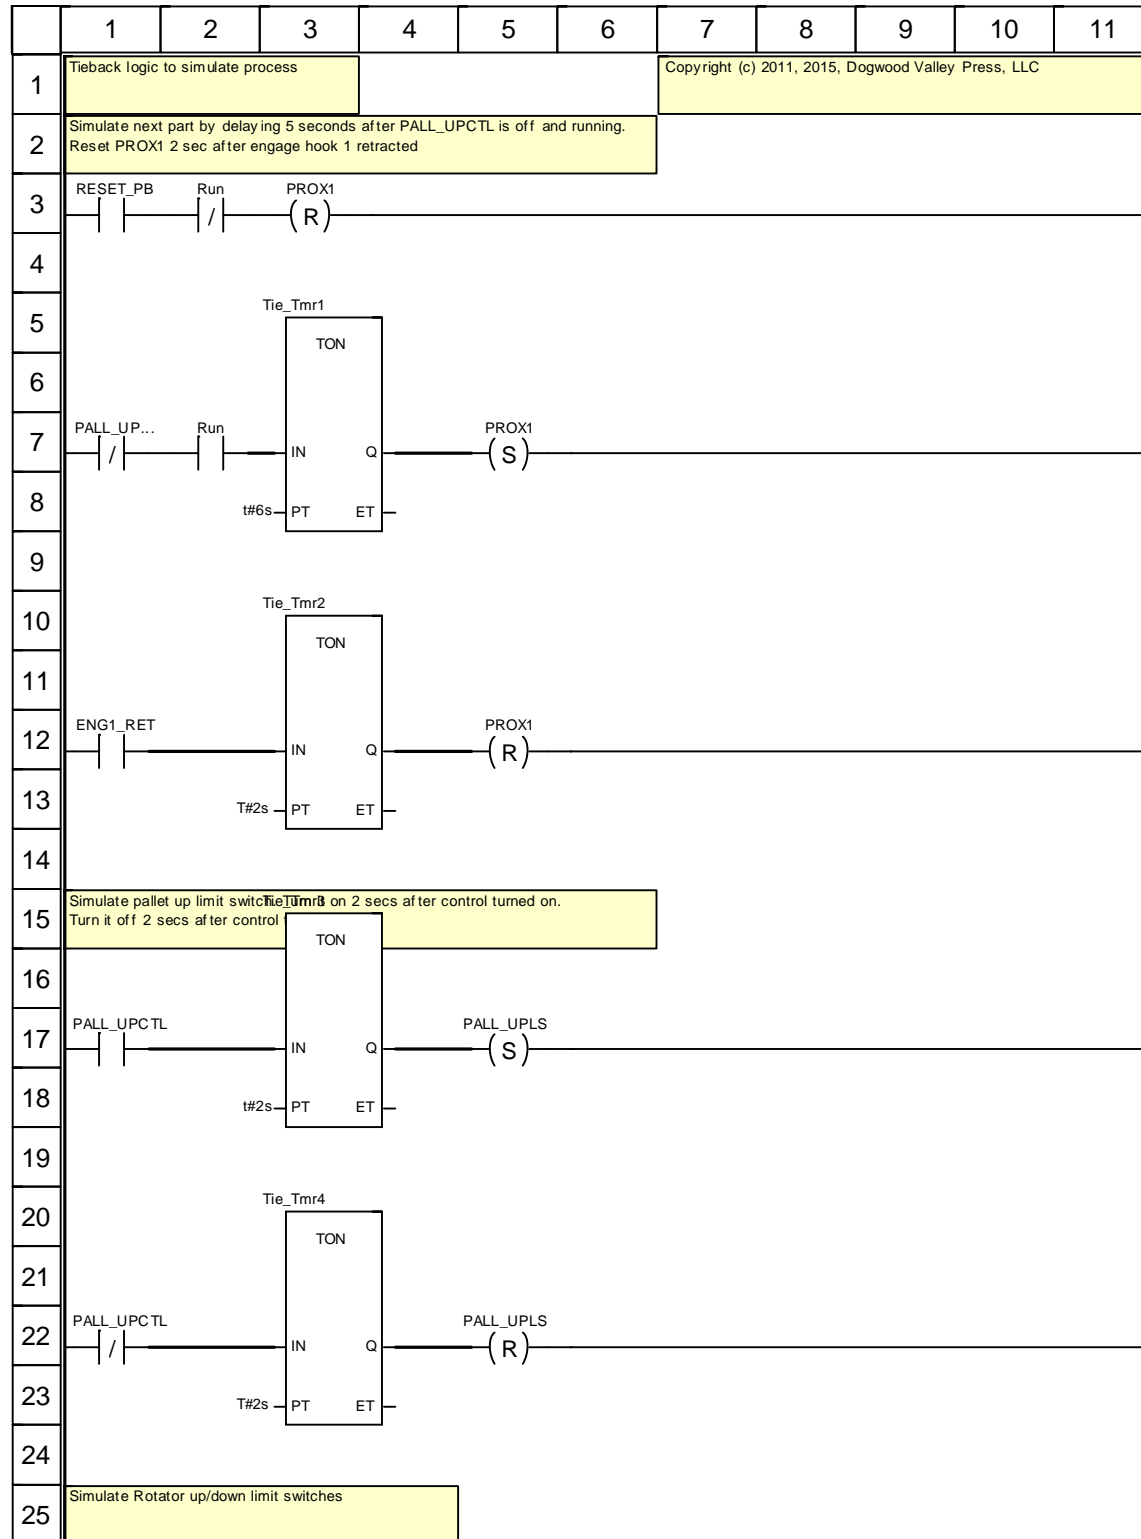 1 2 3 4 5 6 7 8 9 10 11
1
Tieback logic to simulate process
Copyright (c) 2011, 2015, Dogwood Valley Press, LLC
2
Simulate next part by delaying 5 seconds after PALL_UPCTL is off and running.
Reset PROX1 2 sec after engage hook 1 retracted
3
RESET_PB Run PROX1
/ R
4
Tie_Tmr1
5
TON
6
7
PALL_UP... Run PROX1
/ IN Q S
8
t#6s PT ET
9
Tie_Tmr2
10
TON
11
12
ENG1_RET PROX1
IN Q R
13
T#2s PT ET
14
15
Simulate pallet up limit switch. Turn it on 2 secs after control turned on.
Tie_Tmr3
Turn it off 2 secs after control
TON
16
17
PALL_UPCTL PALL_UPLS
IN Q S
18
t#2s PT ET
19
Tie_Tmr4
20
TON
21
22
PALL_UPCTL PALL_UPLS
/ IN Q R
23
T#2s PT ET
24
25
Simulate Rotator up/down limit switches